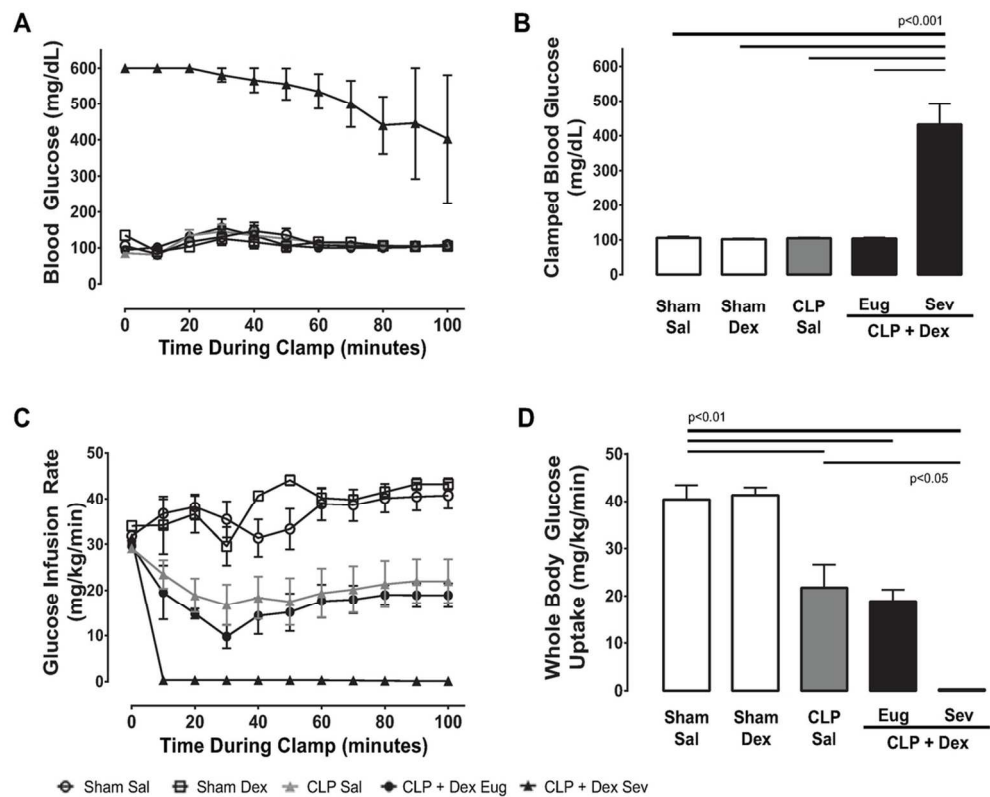 A
Blood Glucose (mg/dL)
600
500
400
300
200
100
0
0 20 40 60 80 100
Time During Clamp (minutes)
B
p<0.001
Clamped Blood Glucose
(mg/dL)
600
500
400
300
200
100
0
Sham Sham CLP Eug Sev
Sal Dex Sal CLP + Dex
C
Glucose Infusion Rate
(mg/kg/min)
50
40
30
20
10
0
0 20 40 60 80 100
Time During Clamp (minutes)
D
p<0.01
p<0.05
Whole Body Glucose
Uptake (mg/kg/min)
50
40
30
20
10
0
Sham Sham CLP Eug Sev
Sal Dex Sal CLP + Dex
Sham Sal Sham Dex CLP Sal CLP + Dex Eug CLP + Dex Sev